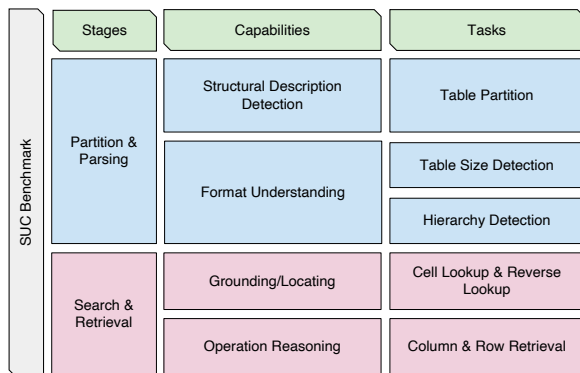 SUC Benchmark
Stages
Capabilities
Tasks
Partition &
Parsing
Structural Description
Detection
Table Partition
Format Understanding
Table Size Detection
Hierarchy Detection
Search &
Retrieval
Grounding/Locating
Cell Lookup & Reverse
Lookup
Operation Reasoning
Column & Row Retrieval